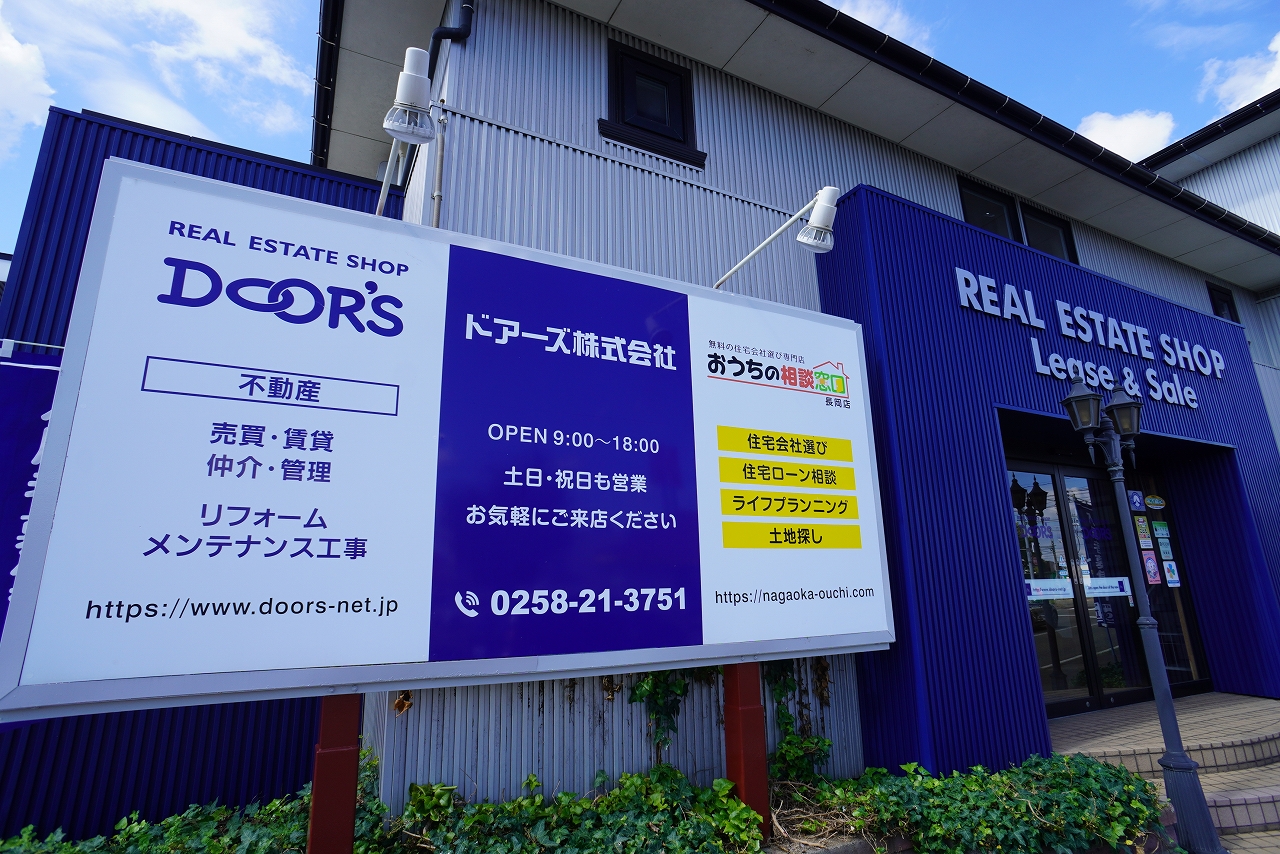 REAL ESTATE SHOP
DOOR'S
不動産
売買・賃貸
仲介・管理
リフォーム
メンテナンス工事
https://www.doors-net.jp
ドアーズ株式会社
OPEN 9:00〜18:00
土日・祝日も営業
お気軽にご来店ください
0258-21-3751
無料の住宅会社選び専門店
おうちの相談窓口
長岡店
住宅会社選び
住宅ローン相談
ライフプランニング
土地探し
https://nagaoka-ouchi.com
REAL ESTATE SHOP
Lease & Sale